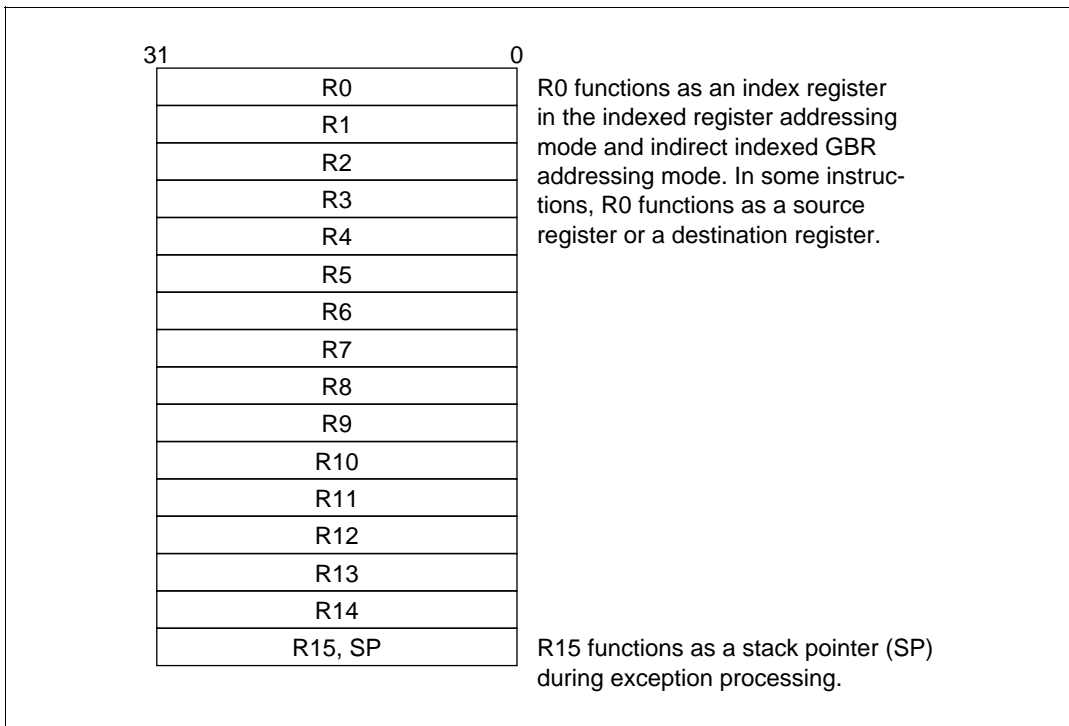 31 0
R0
R0 functions as an index register
in the indexed register addressing
mode and indirect indexed GBR
addressing mode. In some instruc-
tions, R0 functions as a source
register or a destination register.
R1
R2
R3
R4
R5
R6
R7
R8
R9
R10
R11
R12
R13
R14
R15, SP
R15 functions as a stack pointer (SP)
during exception processing.